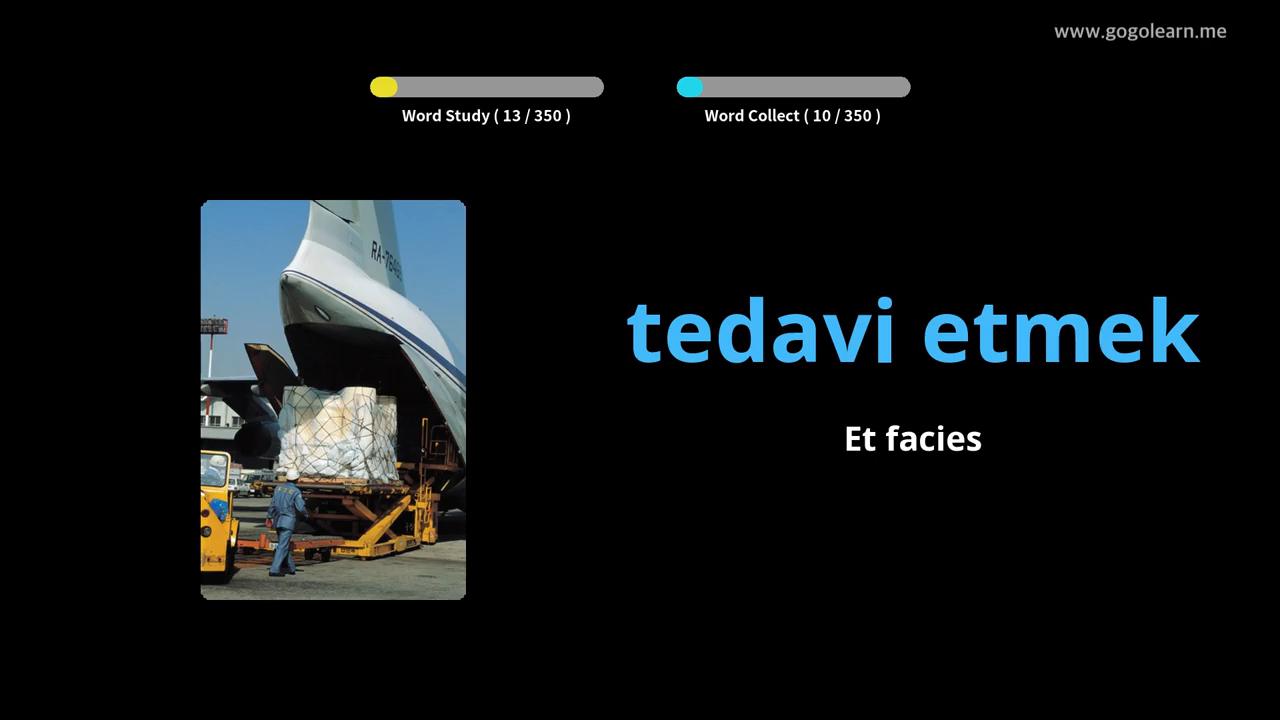 www.gogolearn.me
Word Study ( 13 / 350 )
Word Collect ( 10 / 350 )
tedavi etmek
Et facies